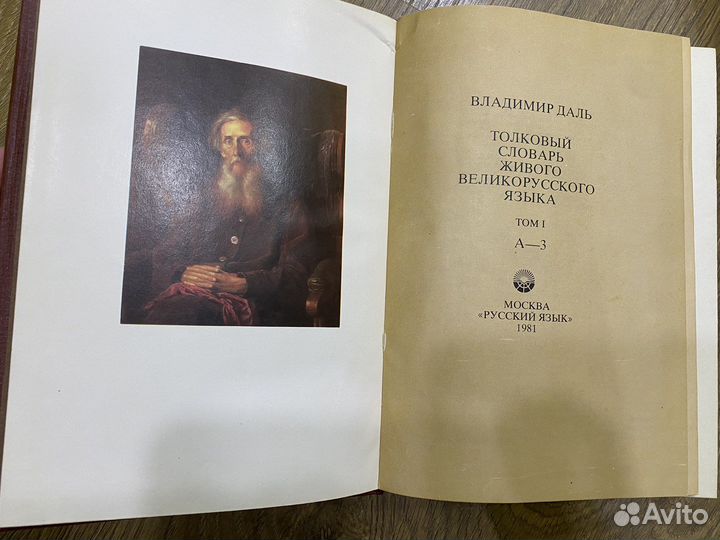 ВЛАДИМИР ДАЛЬ
ТОЛКОВЫЙ
СЛОВАРЬ
ЖИВОГО
ВЕЛИКОРУССКОГО
ЯЗЫКА
ТОМ I
А—З
МОСКВА
«РУССКИЙ ЯЗЫК»
1981
Avito